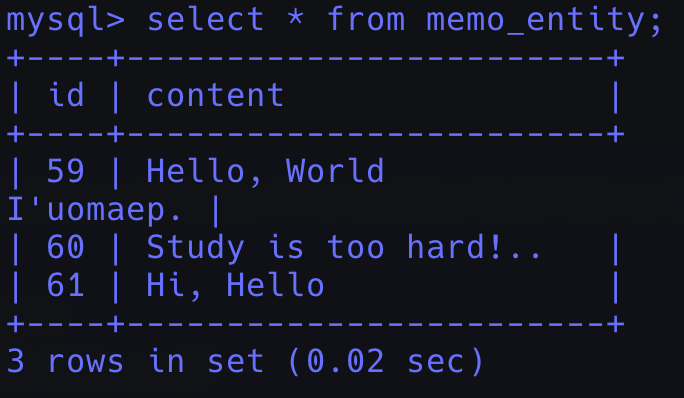 mysql> select * from memo_entity;
+----+------------------------+
| id | content                |
+----+------------------------+
| 59 | Hello, World
I'uomaep. |
| 60 | Study is too hard!..   |
| 61 | Hi, Hello              |
+----+------------------------+
3 rows in set (0.02 sec)